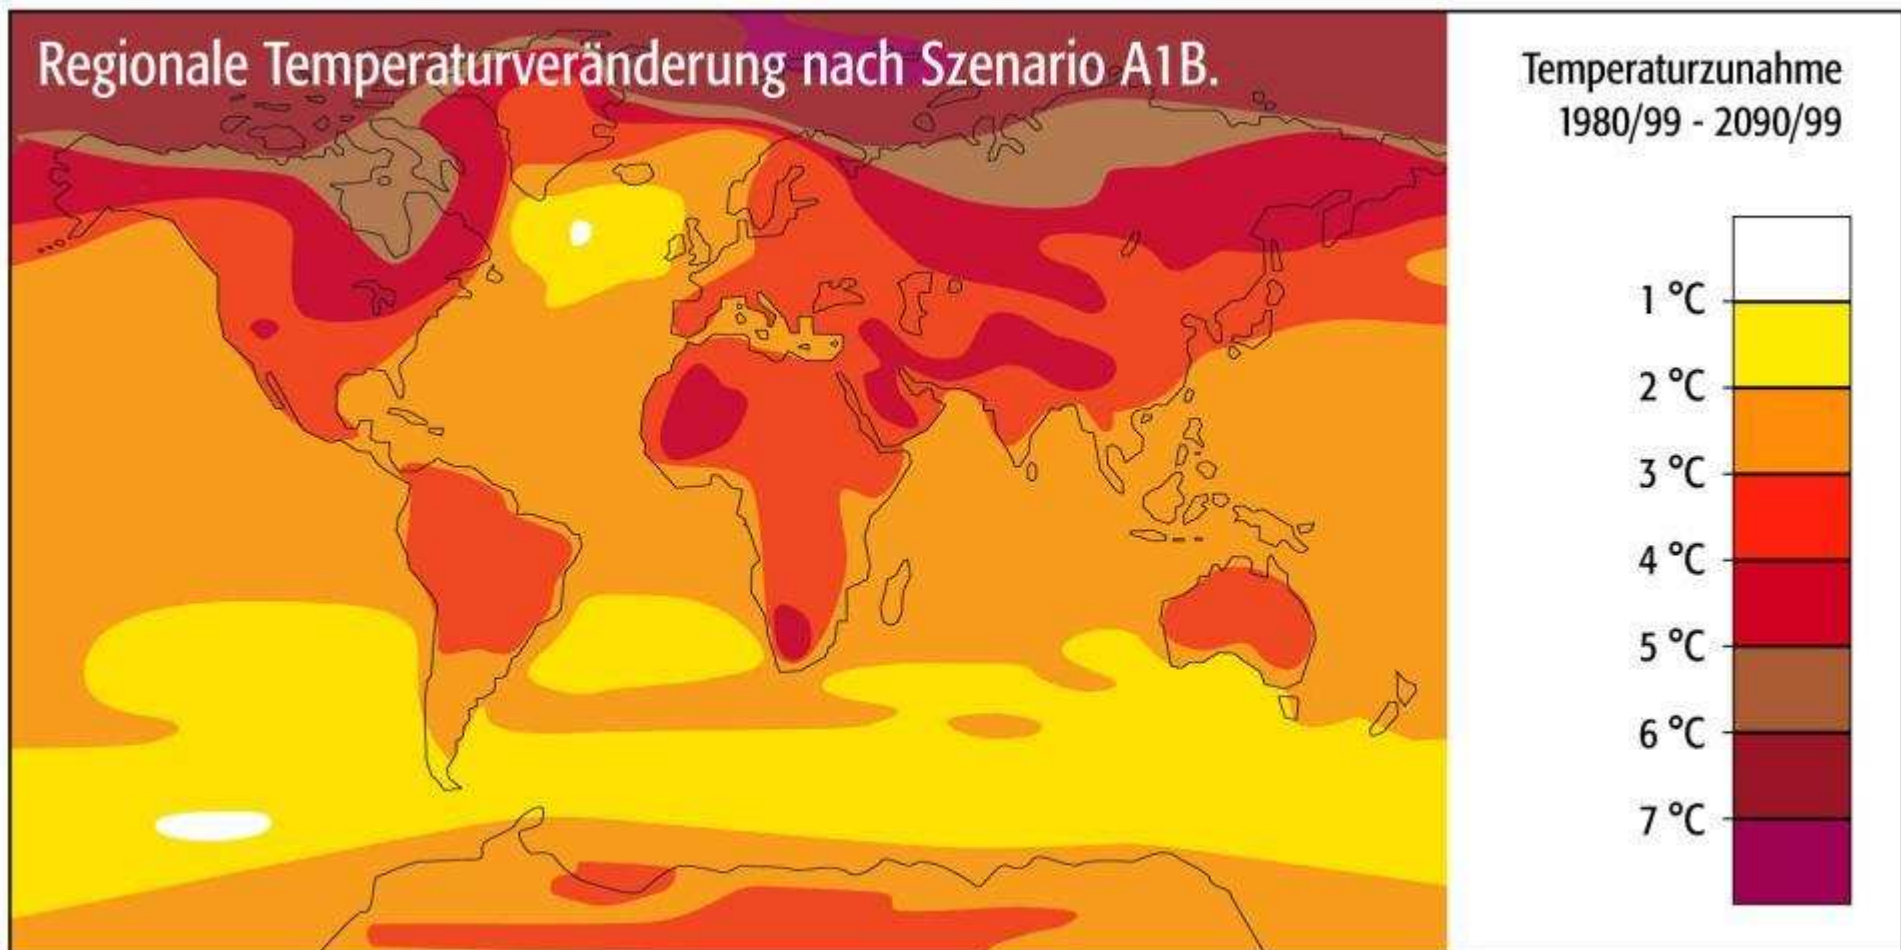 Regionale Temperaturveränderung nach Szenario A1B.
Temperaturzunahme
1980/99 - 2090/99
1 °C
2 °C
3 °C
4 °C
5 °C
6 °C
7 °C